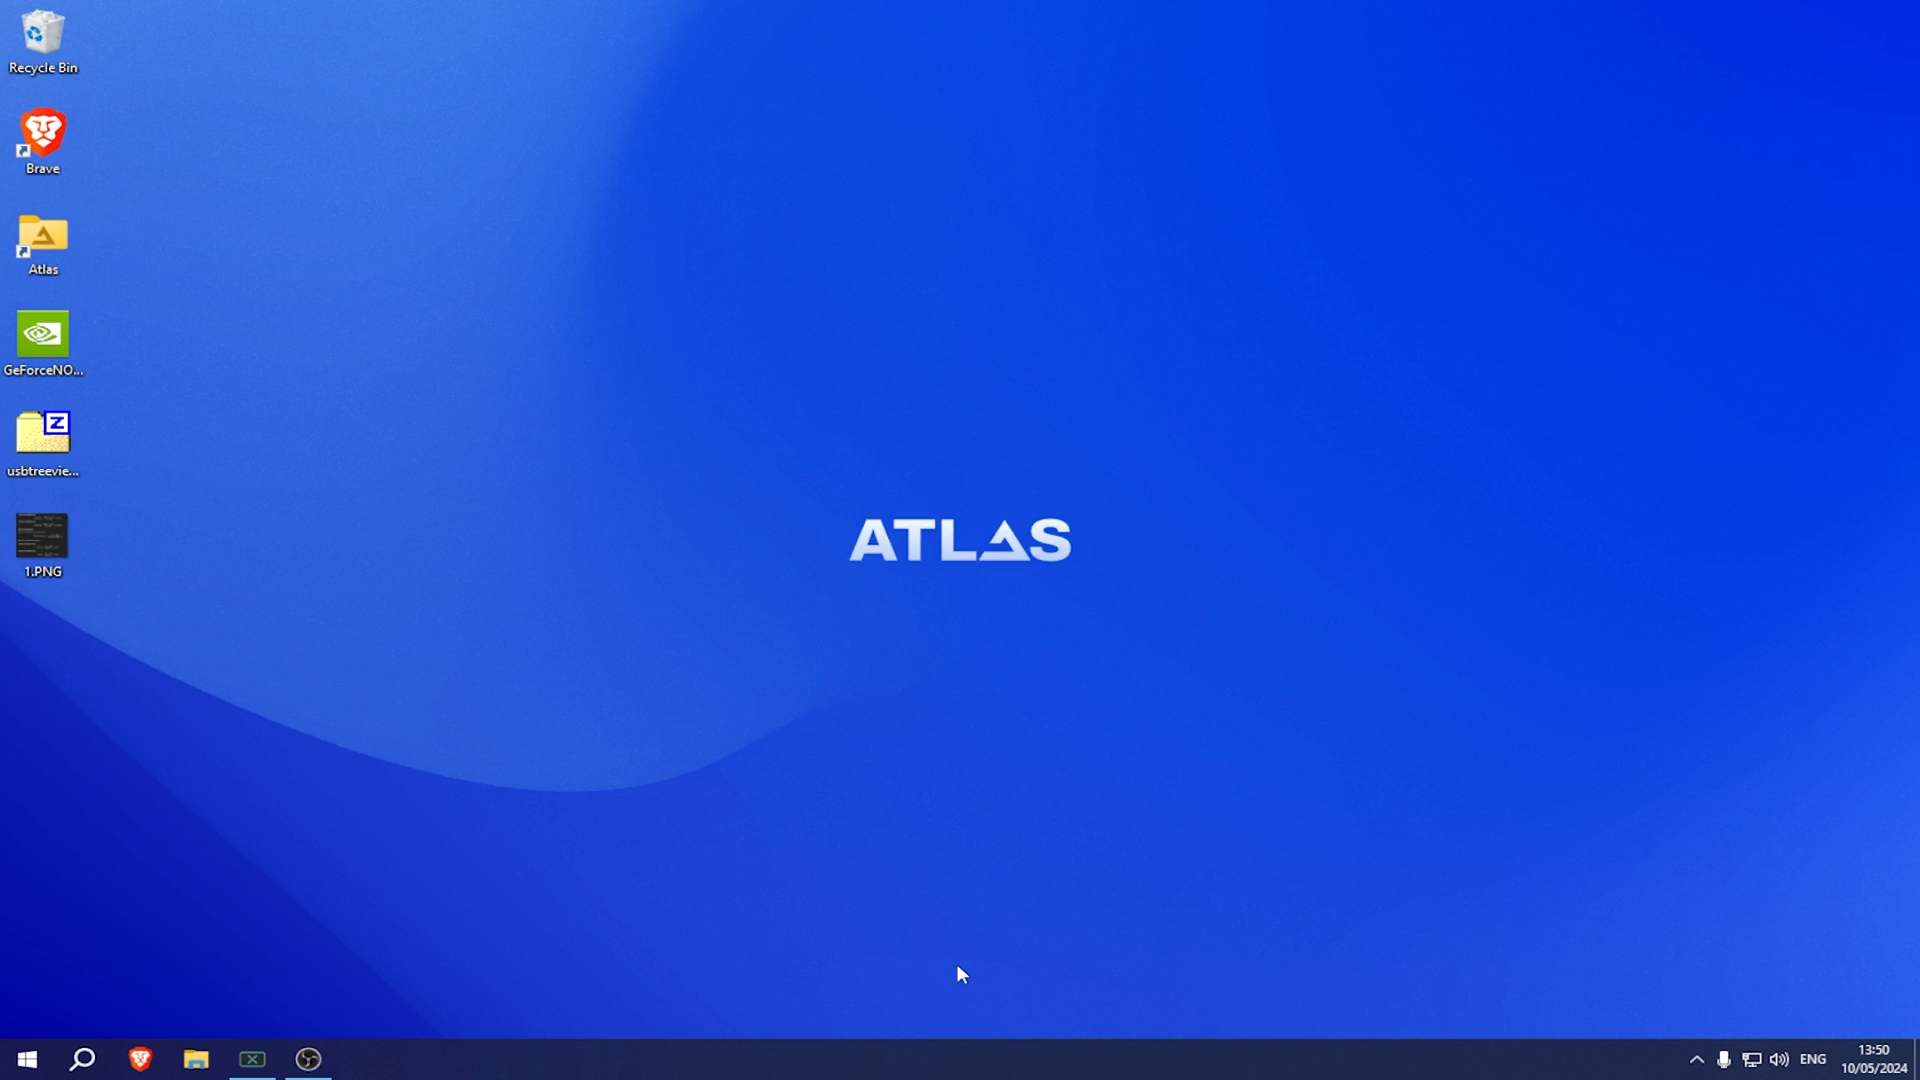 Recycle Bin
Brave
Atlas
GeForceNO...
usbtreevie...
1.PNG
ATLAS
ENG
13:50
10/05/2024